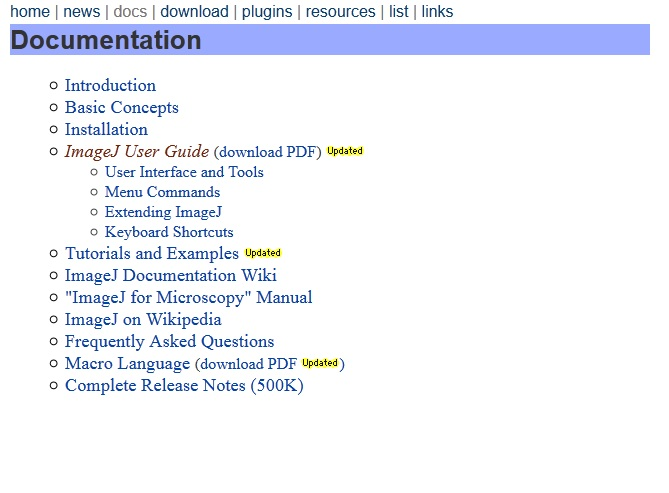 home | news | docs | download | plugins | resources | list | links
Documentation
Introduction
Basic Concepts
Installation
ImageJ User Guide (download PDF) Updated
User Interface and Tools
Menu Commands
Extending ImageJ
Keyboard Shortcuts
Tutorials and Examples Updated
ImageJ Documentation Wiki
"ImageJ for Microscopy" Manual
ImageJ on Wikipedia
Frequently Asked Questions
Macro Language (download PDF Updated)
Complete Release Notes (500K)